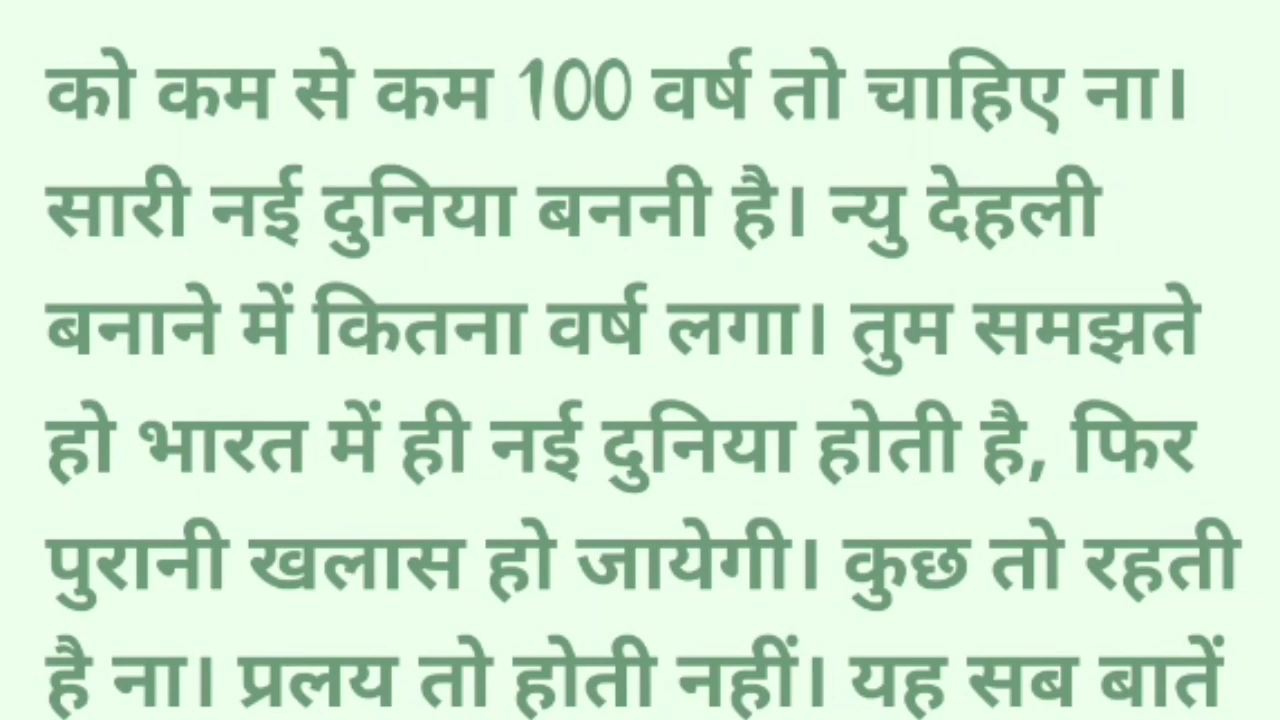 को कम से कम 100 वर्ष तो चाहिए ना।
सारी नई दुनिया बननी है। न्यु देहली
बनाने में कितना वर्ष लगा। तुम समझते
हो भारत में ही नई दुनिया होती है, फिर
पुरानी खलास हो जायेगी। कुछ तो रहती
है ना। प्रलय तो होती नहीं। यह सब बातें